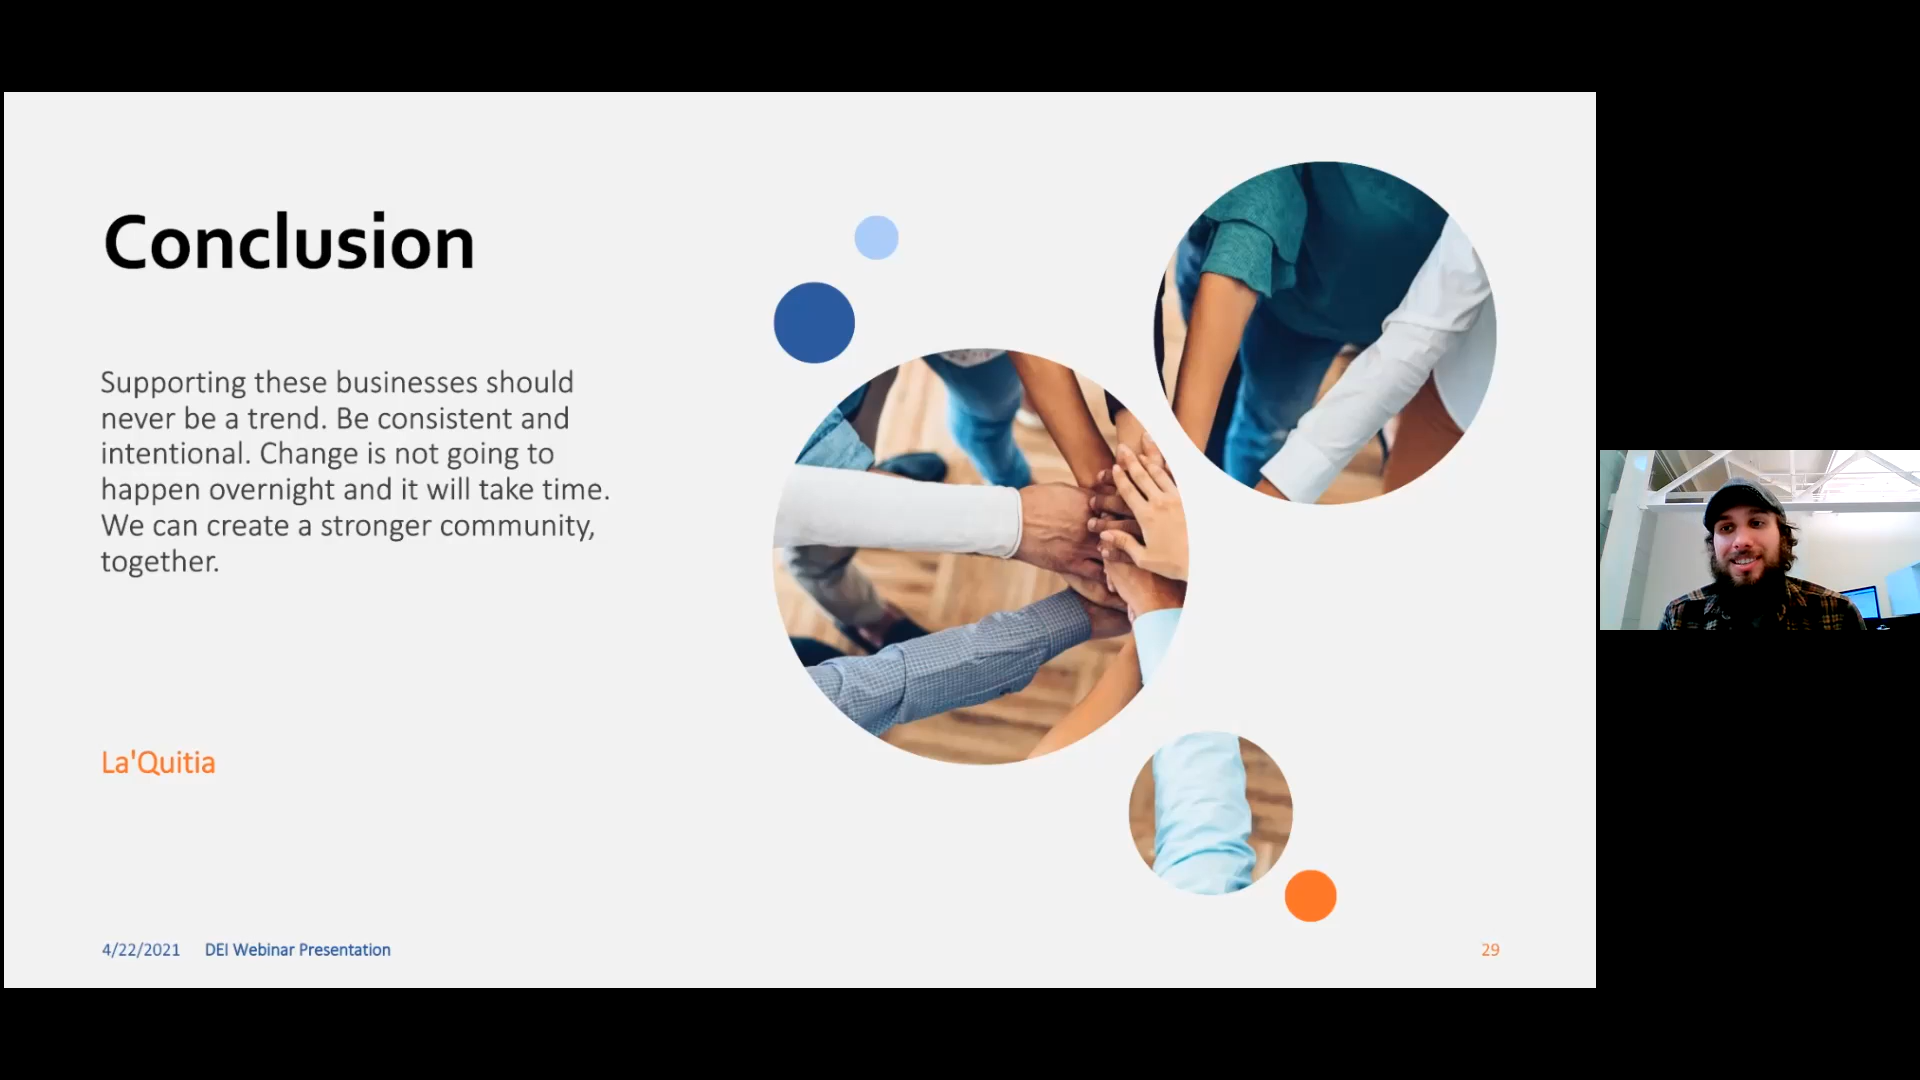 Conclusion
Supporting these businesses should
never be a trend. Be consistent and
intentional. Change is not going to
happen overnight and it will take time.
We can create a stronger community,
together.
La'Quitia
4/22/2021 DEI Webinar Presentation 29